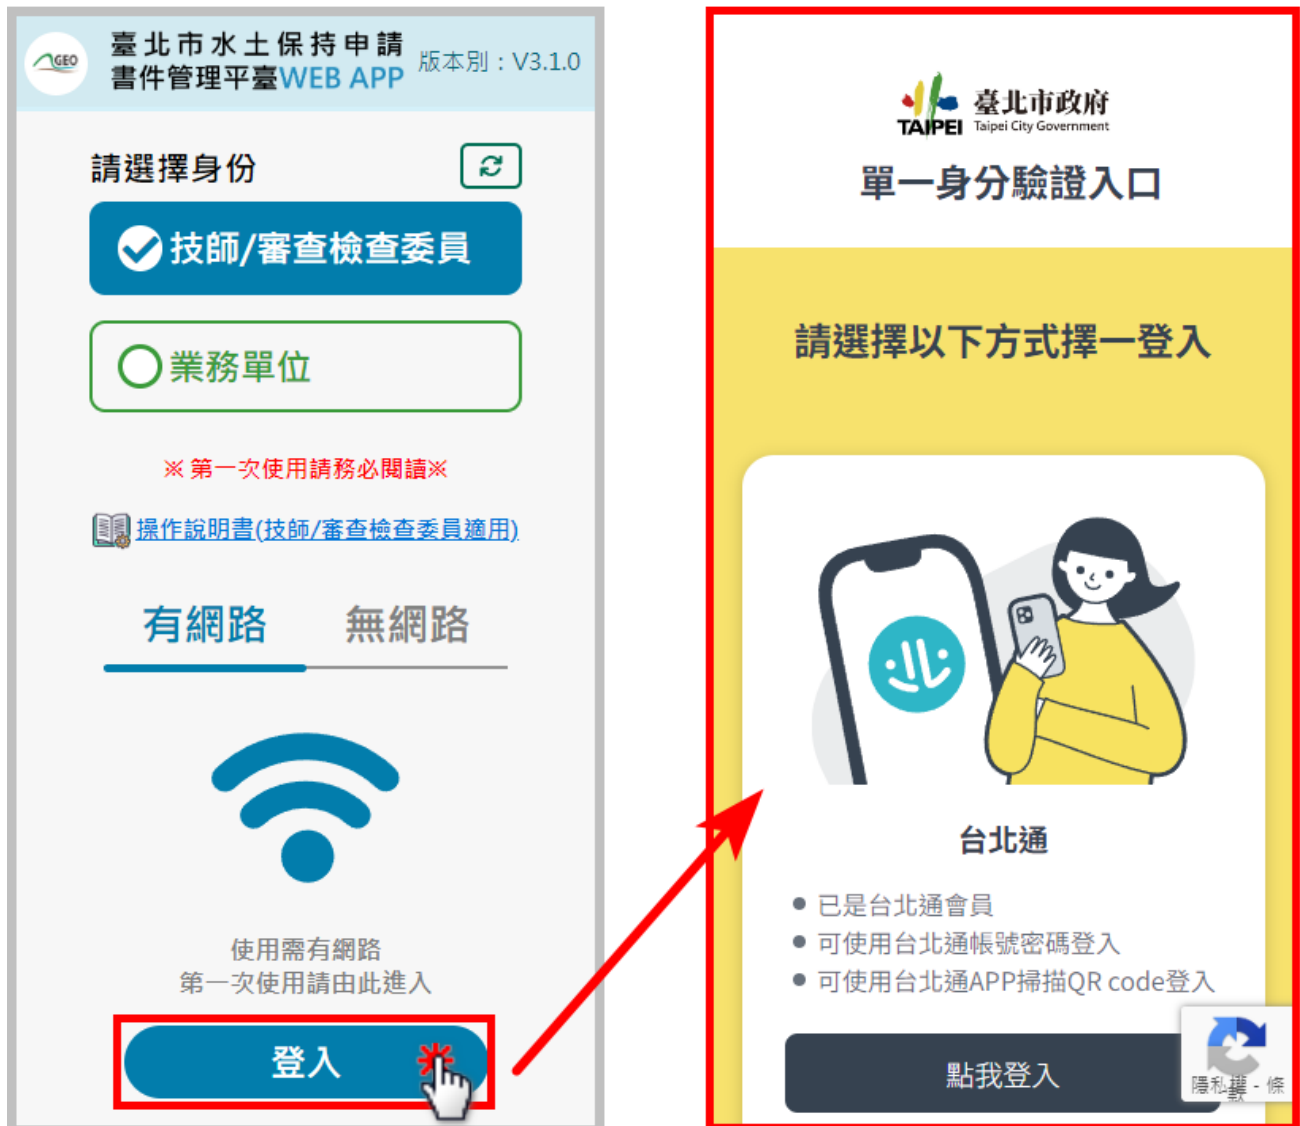 GEO
臺北市水土保持申請
書件管理平臺WEB APP
版本別：V3.1.0
請選擇身份
技師/審查檢查委員
業務單位
※ 第一次使用請務必閱讀※
操作說明書(技師/審查檢查委員適用)
有網路
無網路
使用需有網路
第一次使用請由此進入
登入
TAIPEI
臺北市政府
Taipei City Government
單一身分驗證入口
請選擇以下方式擇一登入
台北通
● 已是台北通會員
● 可使用台北通帳號密碼登入
● 可使用台北通APP掃描QR code登入
點我登入
隱私權 - 條
款